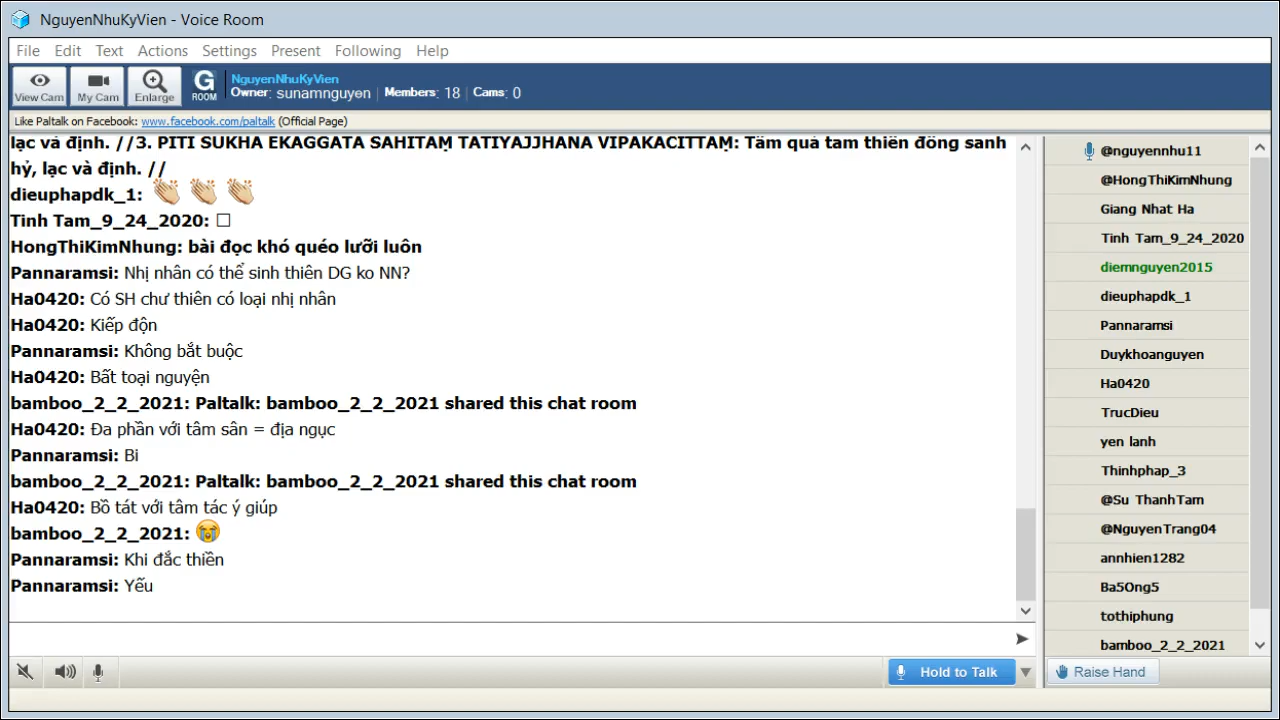 NguyenNhuKyVien - Voice Room
File Edit Text Actions Settings Present Following Help
View Cam
My Cam
Enlarge
G ROOM
NguyenNhuKyVien
Owner: sunamnguyen Members: 18 Cams: 0
Like Paltalk on Facebook: www.facebook.com/paltalk (Official Page)
lạc và định. //3. PITI SUKHA EKAGGATA SAHITAṂ TATIYAJJHANA VIPAKACITTAṂ: Tâm quả tam thiền đồng sanh
hỷ, lạc và định. //
dieuphapdk_1:
Tinh Tam_9_24_2020: □
HongThiKimNhung: bài đọc khó quéo lưỡi luôn
Pannaramsi: Nhị nhân có thể sinh thiên DG ko NN?
Ha0420: Có SH chư thiên có loại nhị nhân
Ha0420: Kiếp độn
Pannaramsi: Không bắt buộc
Ha0420: Bất toại nguyện
bamboo_2_2_2021: Paltalk: bamboo_2_2_2021 shared this chat room
Ha0420: Đa phần với tâm sân = địa ngục
Pannaramsi: Bi
bamboo_2_2_2021: Paltalk: bamboo_2_2_2021 shared this chat room
Ha0420: Bồ tát với tâm tác ý giúp
bamboo_2_2_2021: 😭
Pannaramsi: Khi đắc thiền
Pannaramsi: Yếu
@nguyennhu11
@HongThiKimNhung
Giang Nhat Ha
Tinh Tam_9_24_2020
diemnguyen2015
dieuphapdk_1
Pannaramsi
Duykhoanguyen
Ha0420
TrucDieu
yen lanh
Thinhphap_3
@Su ThanhTam
@NguyenTrang04
annhien1282
Ba5Ong5
tothiphung
bamboo_2_2_2021
Hold to Talk
Raise Hand